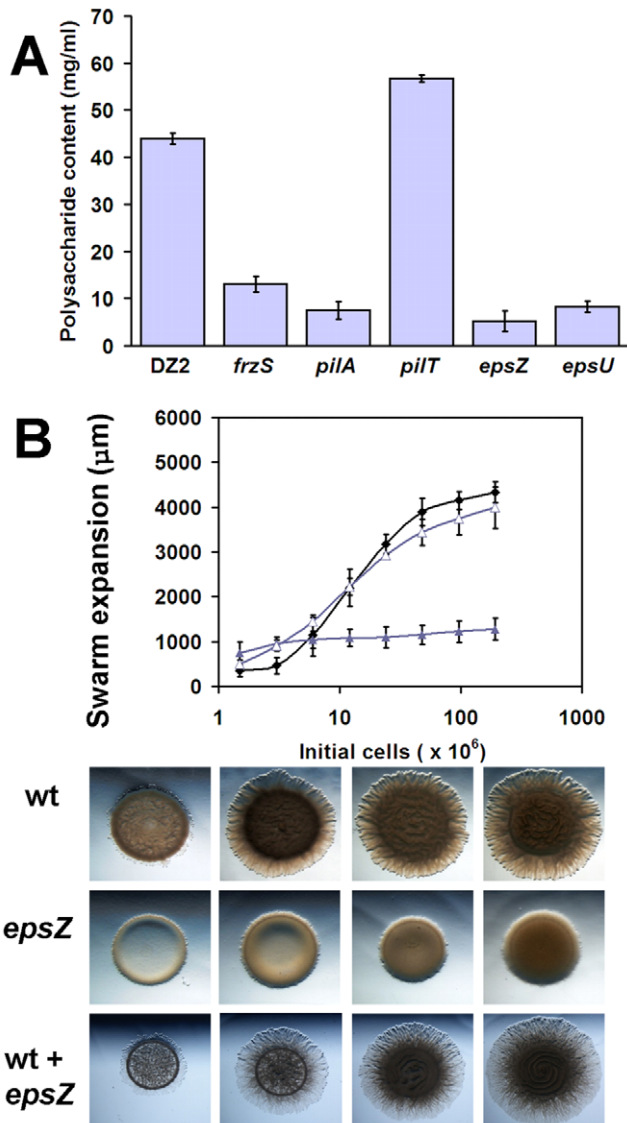 A
Polysaccharide content (mg/ml)
70
60
50
40
30
20
10
0
DZ2 frzS pilA pilT epsZ epsU
B
Swarm expansion (μm)
6000
5000
4000
3000
2000
1000
0
1 10 100 1000
Initial cells ( x 10⁶)
wt
epsZ
wt +
epsZ